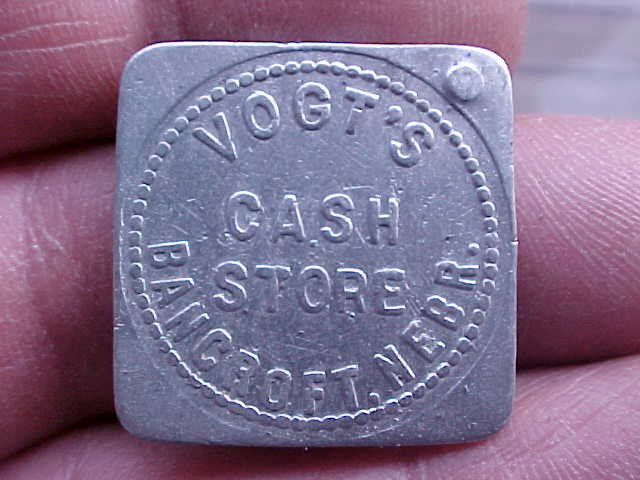 VOGT'S
CASH
STORE
BANCROFT. NEBR.